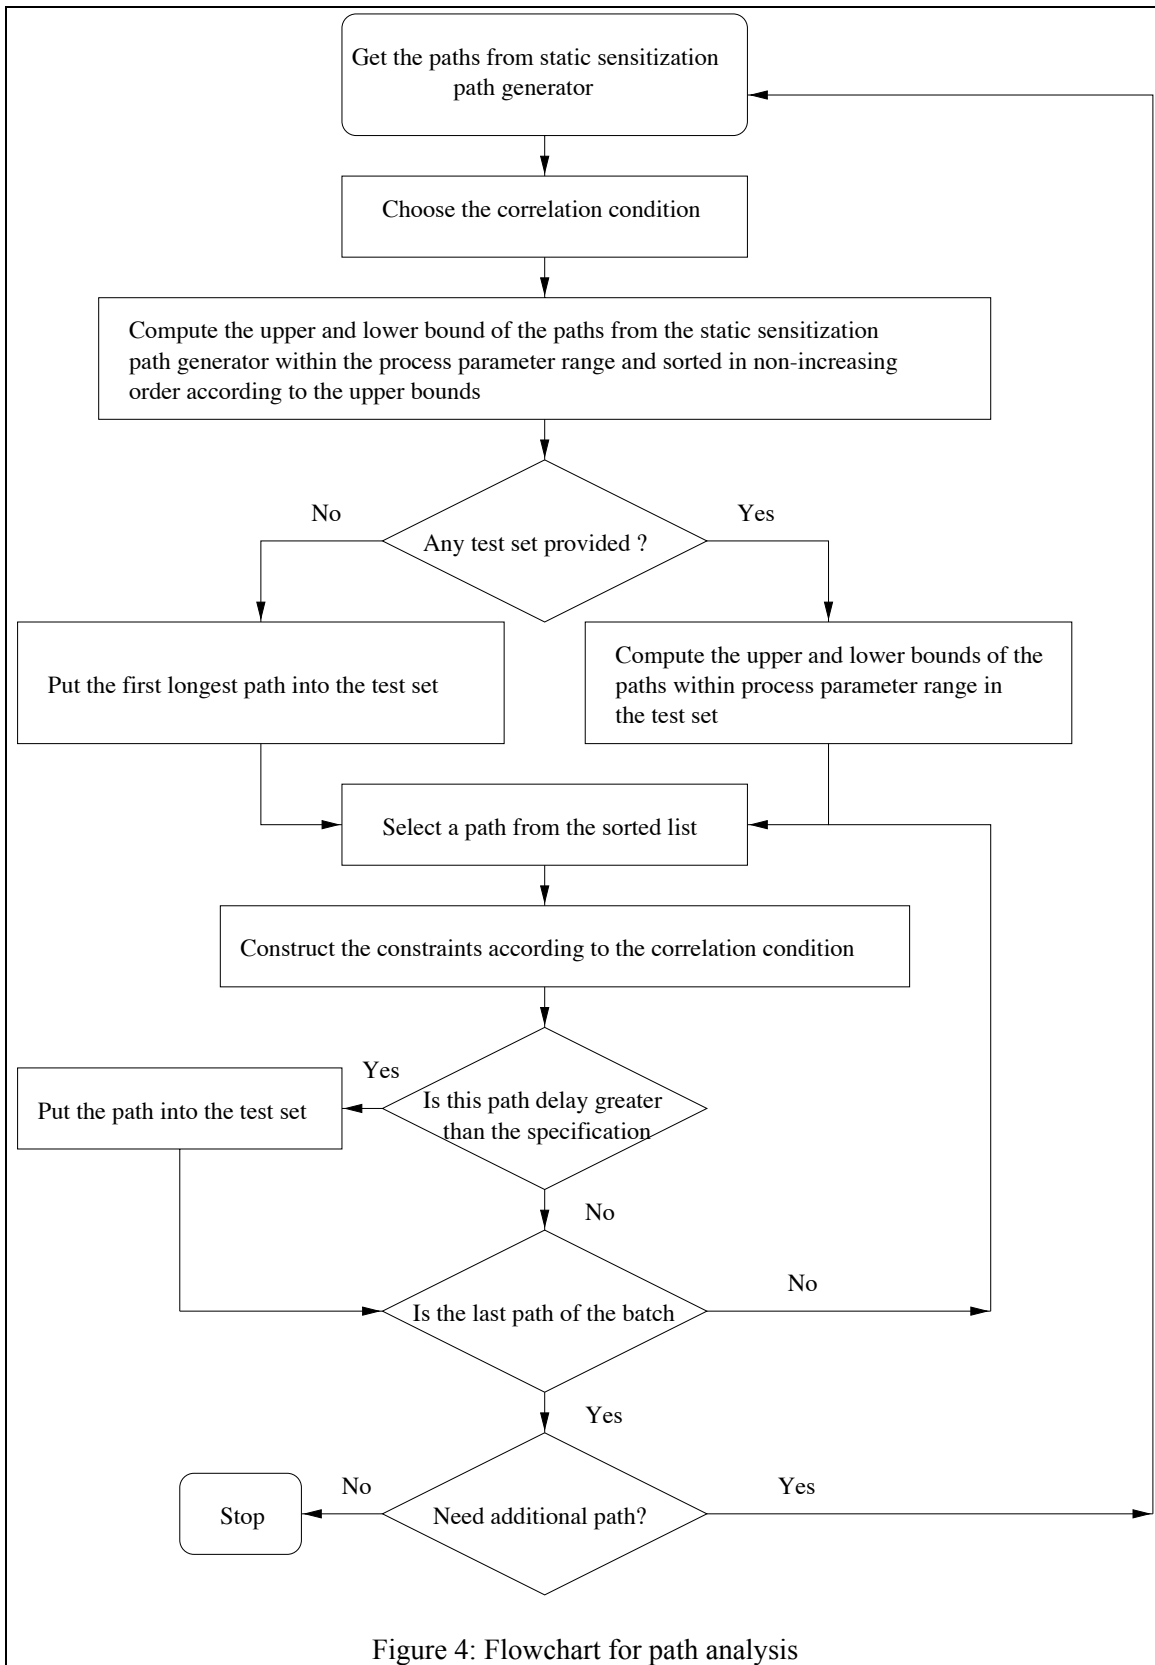 Get the paths from static sensitization
path generator
Choose the correlation condition
Compute the upper and lower bound of the paths from the static sensitization
path generator within the process parameter range and sorted in non-increasing
order according to the upper bounds
No
Yes
Any test set provided ?
Put the first longest path into the test set
Compute the upper and lower bounds of the
paths within process parameter range in
the test set
Select a path from the sorted list
Construct the constraints according to the correlation condition
Yes
Put the path into the test set
Is this path delay greater
than the specification
No
Is the last path of the batch
No
Yes
No
Stop
Need additional path?
Yes
Figure 4: Flowchart for path analysis